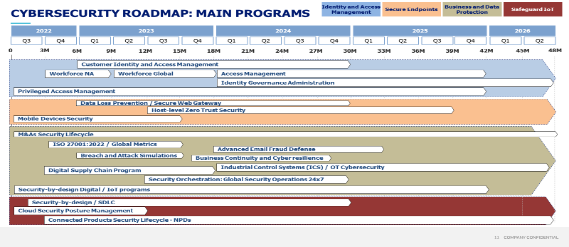 CYBERSECURITY ROADMAP: MAIN PROGRAMS
Identity and Access Management
Secure Endpoints
Business and Data Protection
Safeguard IoT
2022 2023 2024 2025 2026
Q3 Q4 Q1 Q2 Q3 Q4 Q1 Q2 Q3 Q4 Q1 Q2 Q3 Q4 Q1 Q2
0 3M 6M 9M 12M 15M 18M 21M 24M 27M 30M 33M 36M 39M 42M 45M 48M
Customer Identity and Access Management
Workforce NA Workforce Global Access Management
Identity Governance Administration
Privileged Access Management
Data Loss Prevention / Secure Web Gateway
Host-level Zero Trust Security
Mobile Devices Security
M&As Security Lifecycle
ISO 27001:2022 / Global Metrics
Advanced Email Fraud Defense
Breach and Attack Simulations
Business Continuity and Cyber resilience
Digital Supply Chain Program
Industrial Control Systems (ICS) / OT Cybersecurity
Security Orchestration: Global Security Operations 24x7
Security-by-design Digital / IoT programs
Security-by-design / SDLC
Cloud Security Posture Management
Connected Products Security Lifecycle - NPDs
COMPANY CONFIDENTIAL